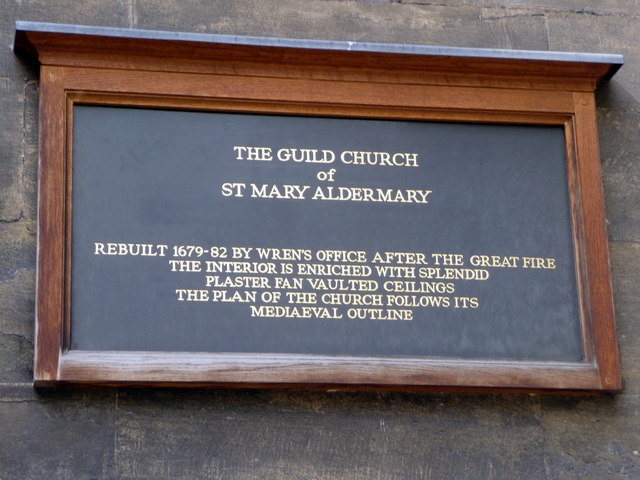 THE GUILD CHURCH
of
ST MARY ALDERMARY
REBUILT 1679-82 BY WREN'S OFFICE AFTER THE GREAT FIRE
THE INTERIOR IS ENRICHED WITH SPLENDID
PLASTER FAN VAULTED CEILINGS
THE PLAN OF THE CHURCH FOLLOWS ITS
MEDIAEVAL OUTLINE